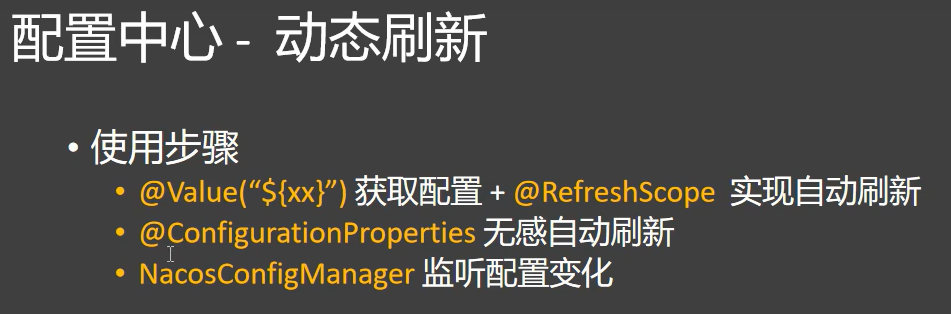 配置中心 - 动态刷新
• 使用步骤
• @Value(“${xx}”) 获取配置 + @RefreshScope 实现自动刷新
• @ConfigurationProperties 无感自动刷新
• NacosConfigManager 监听配置变化